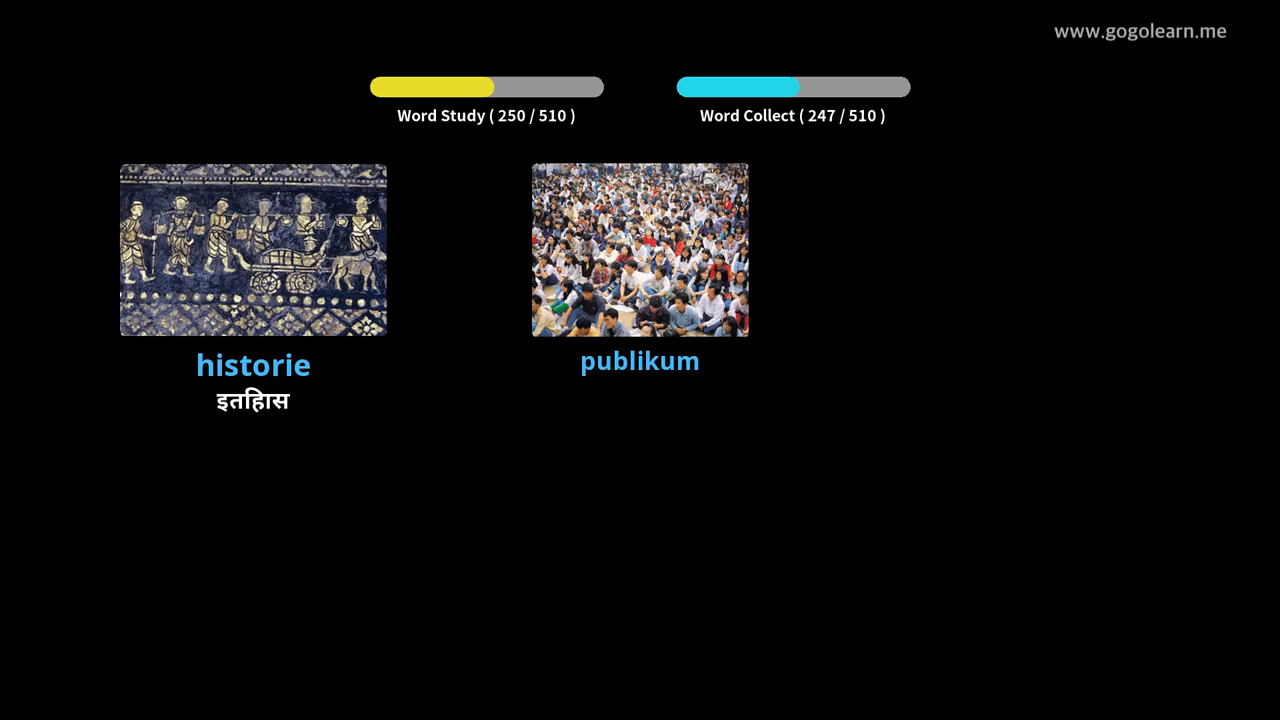 www.gogolearn.me
Word Study ( 250 / 510 )
Word Collect ( 247 / 510 )
historie
इतिहास
publikum